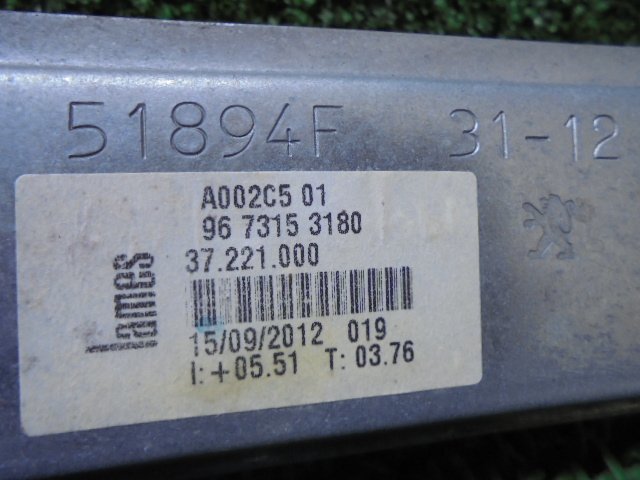 51894F 31-12
A002C5 01
96 7315 3180
37.221.000
lames
15/09/2012 019
I: +05.51 T: 03.76